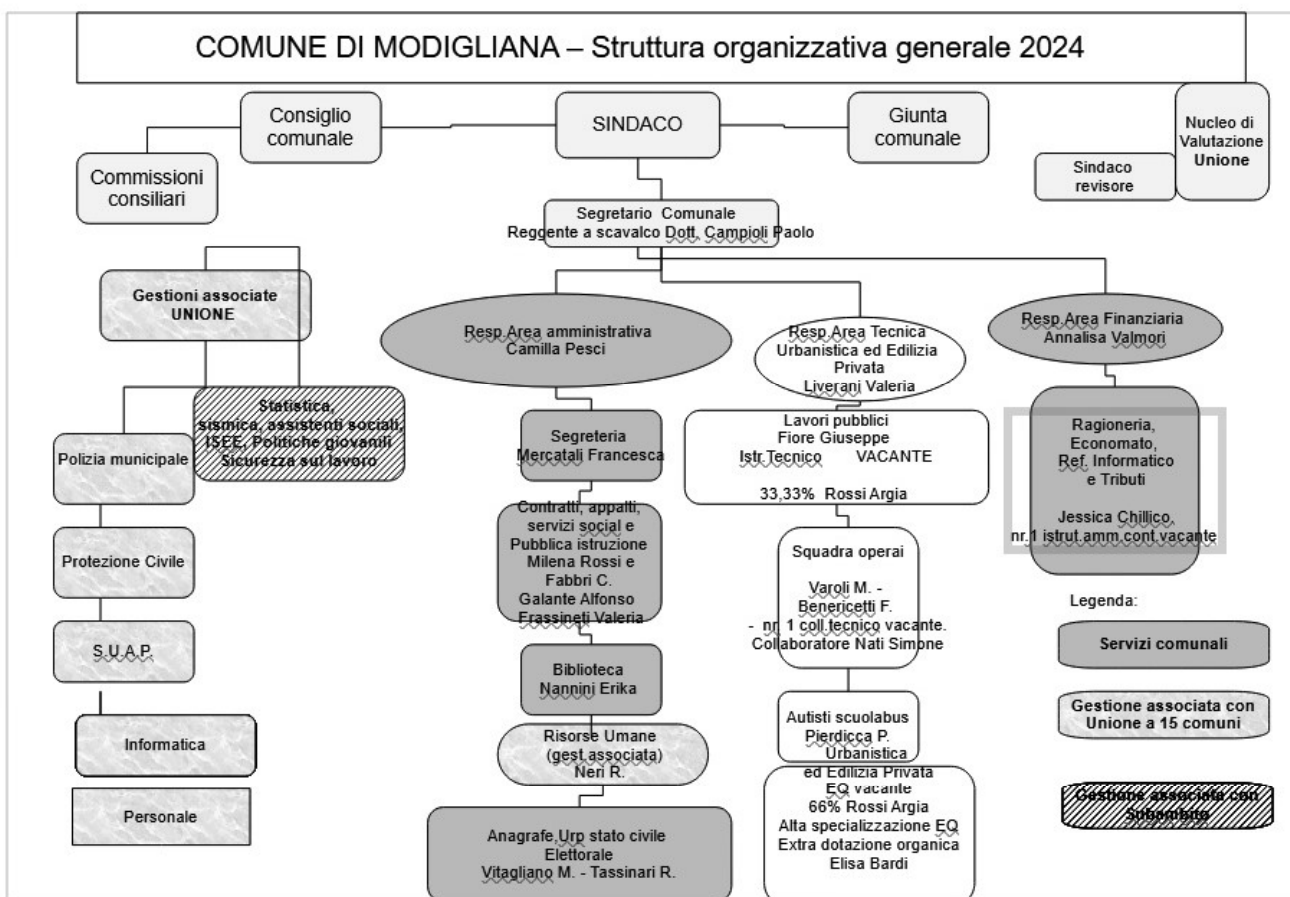 COMUNE DI MODIGLIANA – Struttura organizzativa generale 2024
Consiglio
comunale
SINDACO
Giunta
comunale
Nucleo di
Valutazione
Unione
Commissioni
consiliari
Sindaco
revisore
Segretario Comunale
Reggente a scavalco Dott. Campioli Paolo
Gestioni associate
UNIONE
Resp.Area amministrativa
Camilla Pesci
Resp.Area Tecnica
Urbanistica ed Edilizia
Privata
Liverani Valeria
Resp.Area Finanziaria
Annalisa Valmori
Statistica,
sismica, assistenti sociali,
ISEE, Politiche giovanili
Sicurezza sul lavoro
Polizia municipale
Protezione Civile
S.U.A.P.
Informatica
Personale
Segreteria
Mercatali Francesca
Contratti, appalti,
servizi social e
Pubblica istruzione
Milena Rossi e
Fabbri C.
Galante Alfonso
Frassineti Valeria
Biblioteca
Nannini Erika
Risorse Umane
(gest.associata)
Neri R.
Anagrafe,Urp stato civile
Elettorale
Vitagliano M. - Tassinari R.
Lavori pubblici
Fiore Giuseppe
Istr.Tecnico VACANTE
33,33% Rossi Argia
Squadra operai
Varoli M. -
Benericetti F.
- nr. 1 coll.tecnico vacante.
Collaboratore Nati Simone
Autisti scuolabus
Pierdicca P.
Urbanistica
ed Edilizia Privata
EQ vacante
66% Rossi Argia
Alta specializzazione EQ
Extra dotazione organica
Elisa Bardi
Ragioneria,
Economato,
Ref. Informatico
e Tributi
Jessica Chillico,
nr.1 istrut.amm.cont.vacante
Legenda:
Servizi comunali
Gestione associata con
Unione a 15 comuni
Gestione associata con
Subambito